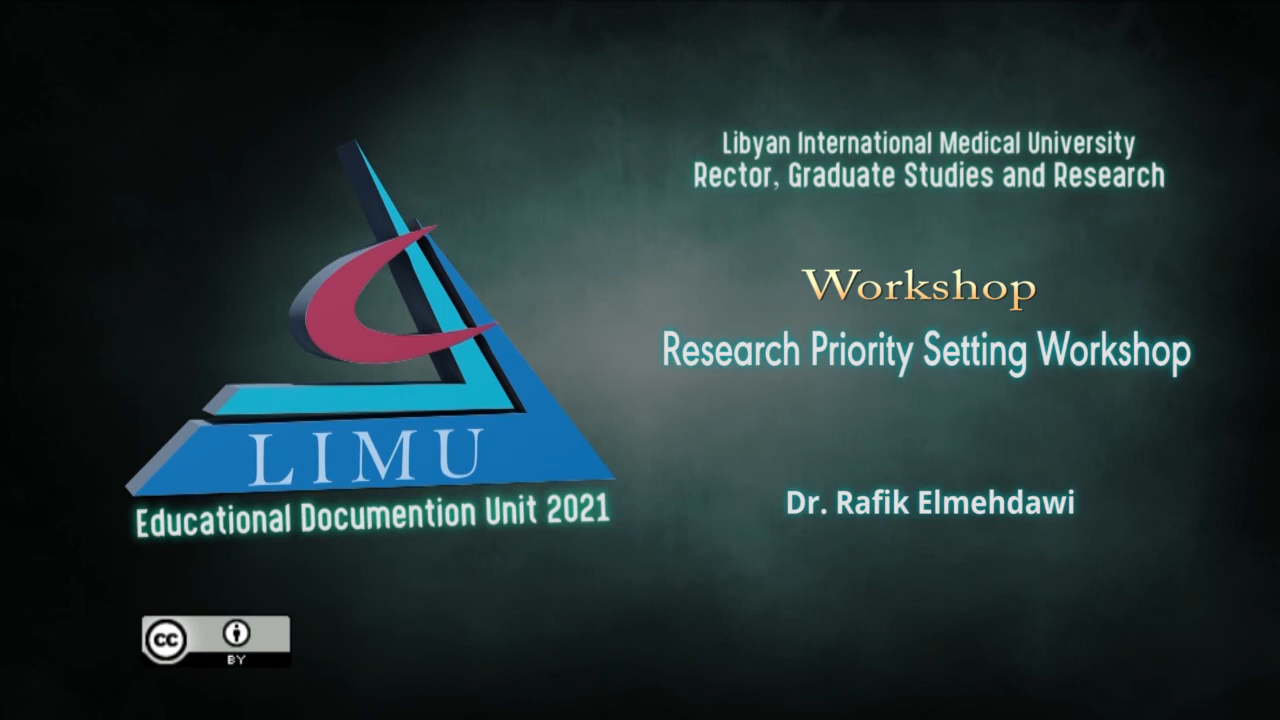 Libyan International Medical University
Rector, Graduate Studies and Research
Workshop
Research Priority Setting Workshop
Dr. Rafik Elmehdawi
LIMU
Educational Documention Unit 2021
cc
BY